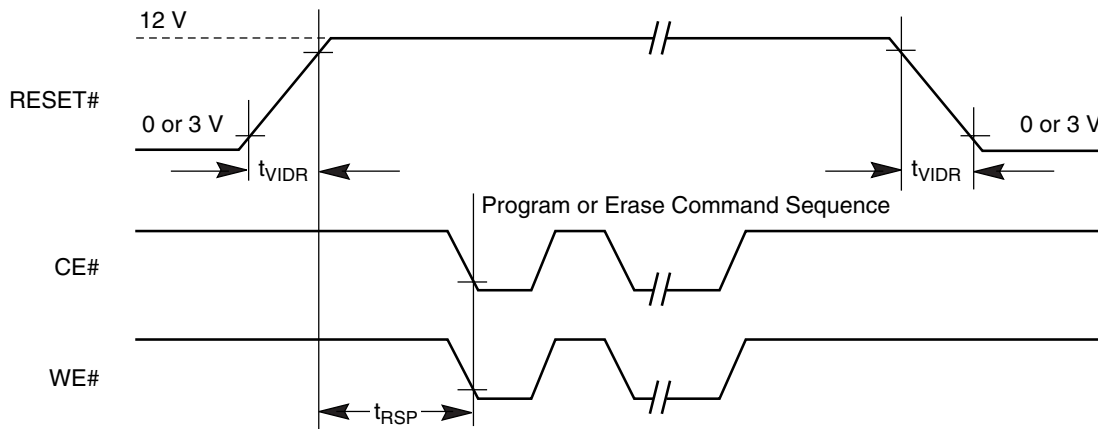 12 V
RESET#
0 or 3 V
0 or 3 V
tVIDR
tVIDR
Program or Erase Command Sequence
CE#
WE#
tRSP